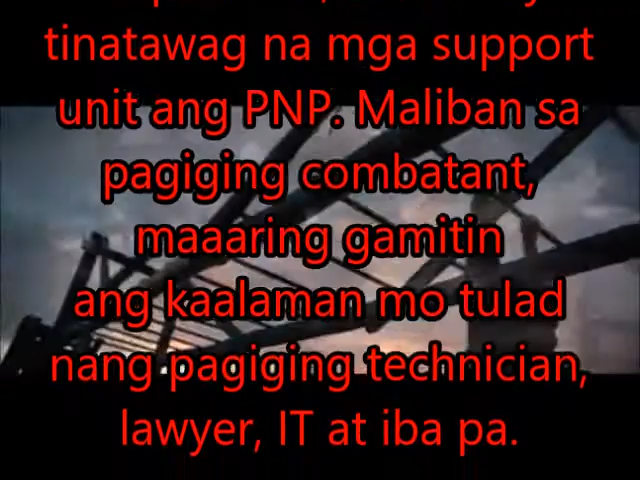 tinatawag na mga support
unit ang PNP. Maliban sa
pagiging combatant,
maaaring gamitin
ang kaalaman mo tulad
nang pagiging technician,
lawyer, IT at iba pa.